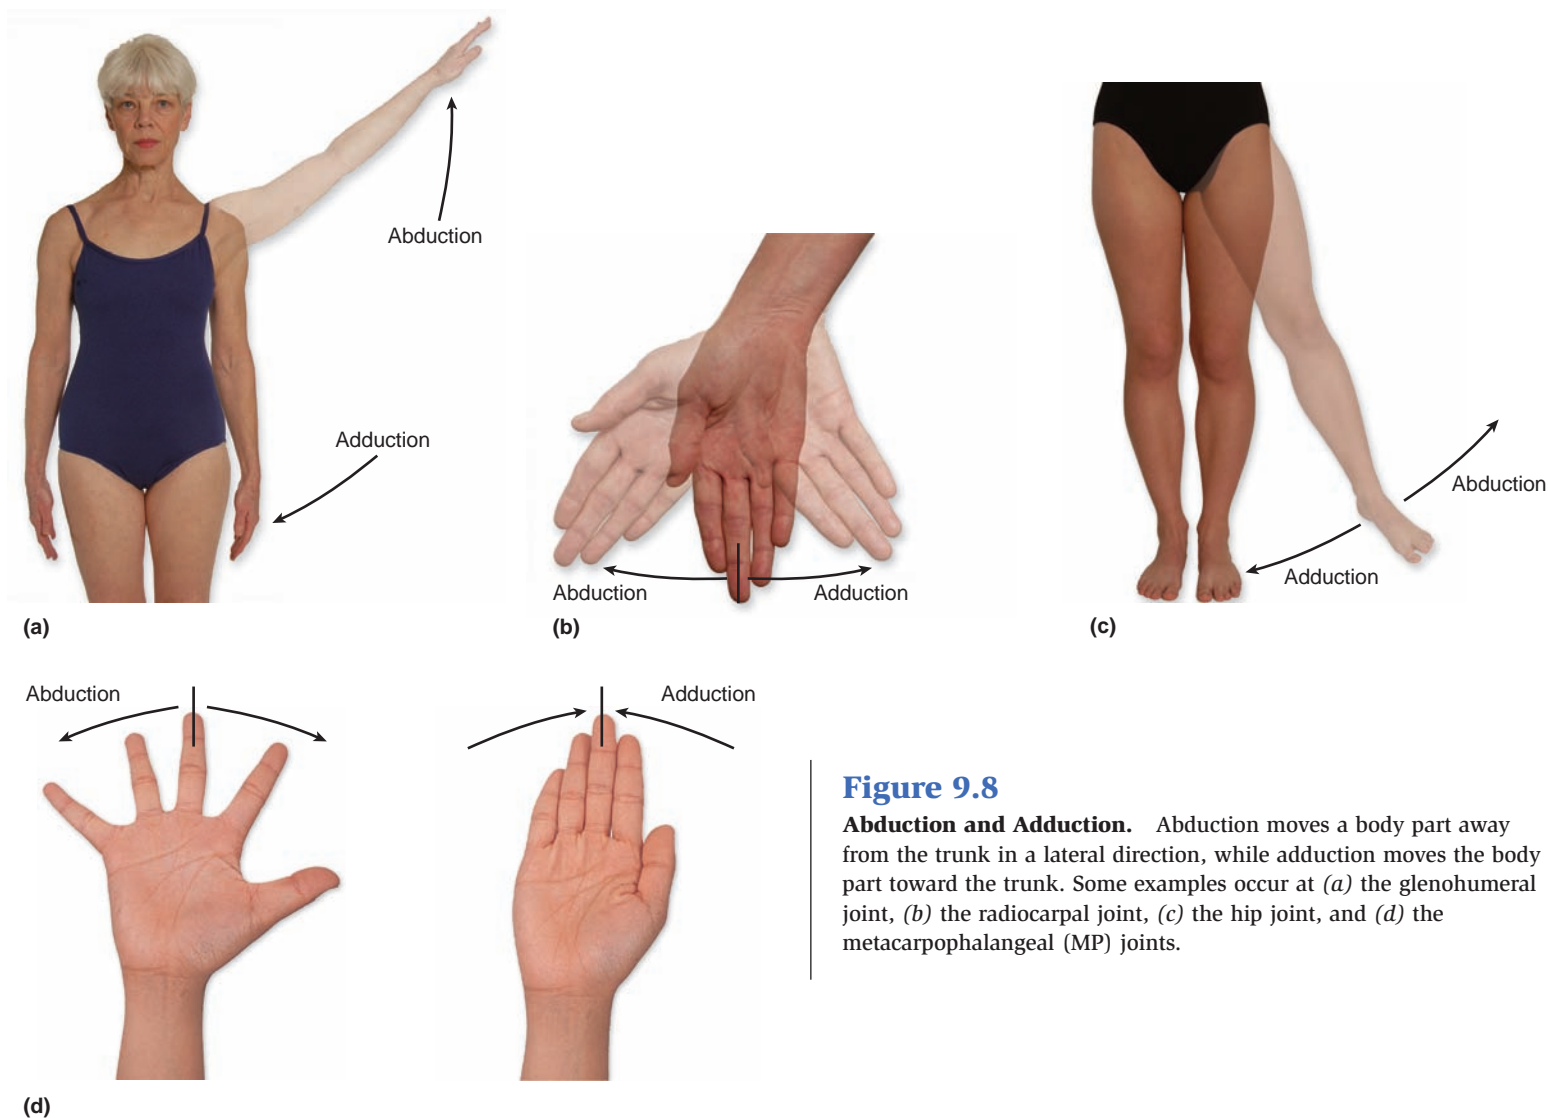 Abduction
Adduction
(a)
Abduction
Adduction
(b)
Abduction
Adduction
(c)
Abduction
Adduction
(d)
Figure 9.8
Abduction and Adduction. Abduction moves a body part away
from the trunk in a lateral direction, while adduction moves the body
part toward the trunk. Some examples occur at (a) the glenohumeral
joint, (b) the radiocarpal joint, (c) the hip joint, and (d) the
metacarpophalangeal (MP) joints.